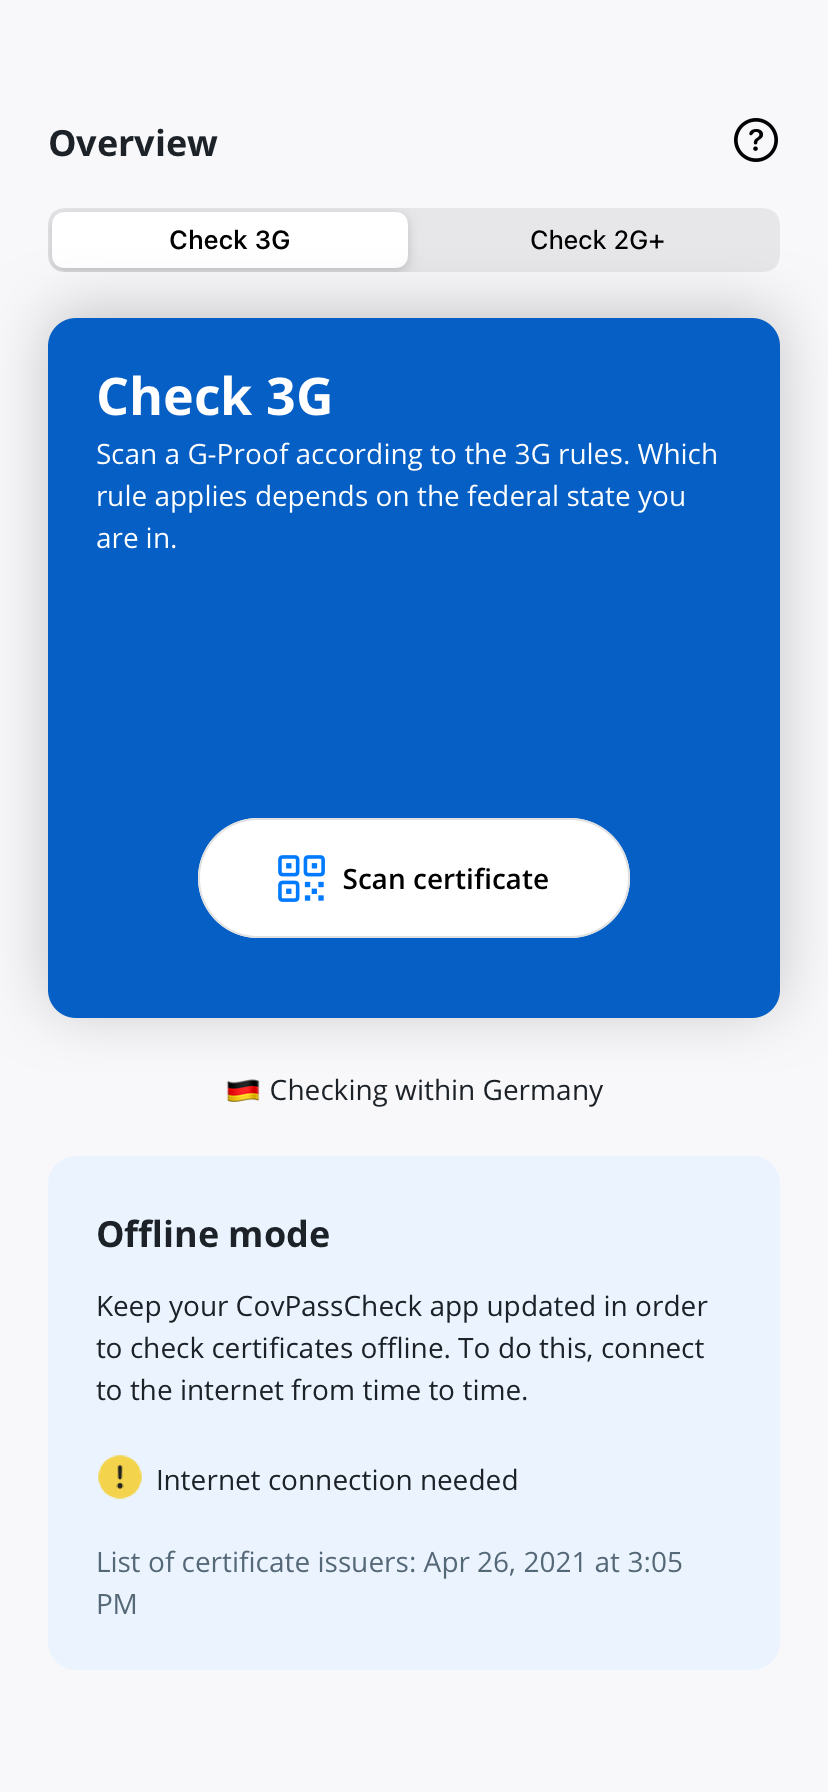 Overview
?
Check 3G
Check 2G+
Check 3G
Scan a G-Proof according to the 3G rules. Which
rule applies depends on the federal state you
are in.
Scan certificate
Checking within Germany
Offline mode
Keep your CovPassCheck app updated in order
to check certificates offline. To do this, connect
to the internet from time to time.
! Internet connection needed
List of certificate issuers: Apr 26, 2021 at 3:05
PM